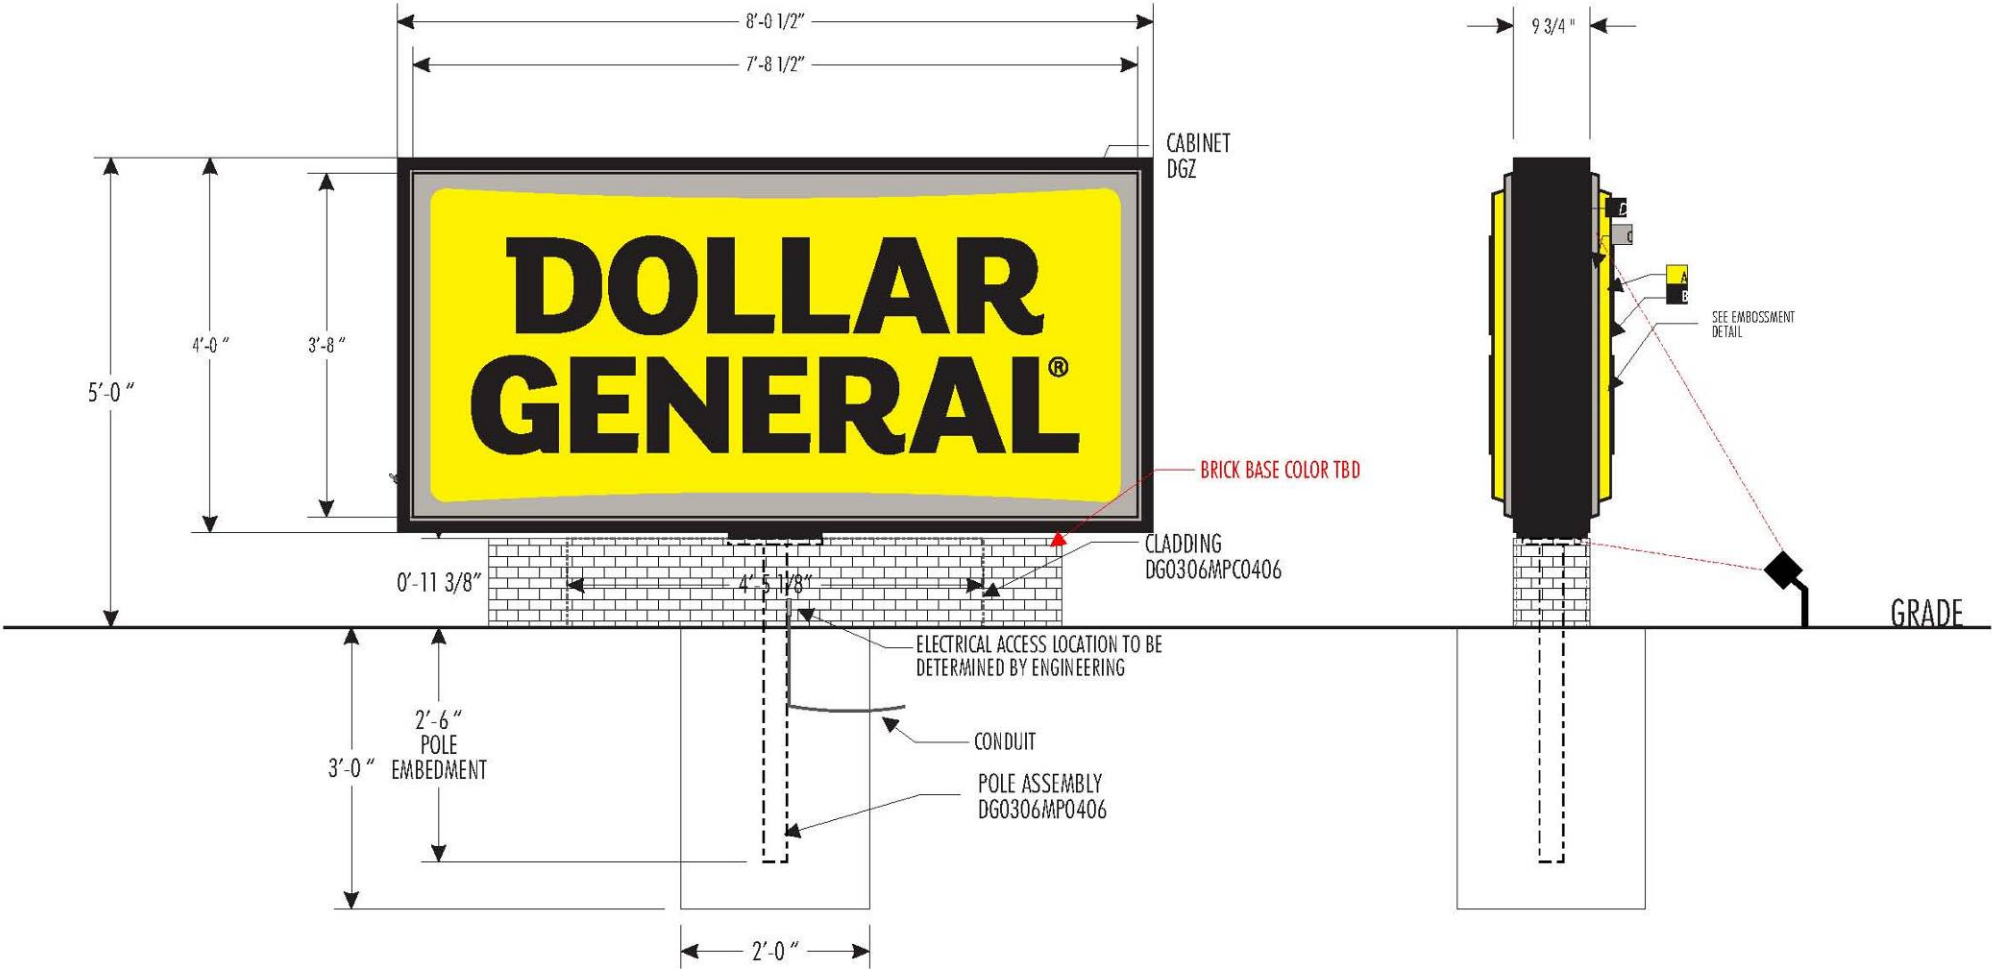 8'-0 1/2"
9 3/4 "
7'-8 1/2"
CABINET
DGZ
DOLLAR
GENERAL®
D
C
A
B
SEE EMBOSSMENT
DETAIL
4'-0 "
3'-8 "
5'-0 "
BRICK BASE COLOR TBD
CLADDING
DG0306MPC0406
0'-11 3/8"
4'-5 1/8"
GRADE
ELECTRICAL ACCESS LOCATION TO BE
DETERMINED BY ENGINEERING
2'-6 "
POLE
EMBEDMENT
3'-0 "
CONDUIT
POLE ASSEMBLY
DG0306MP0406
2'-0 "